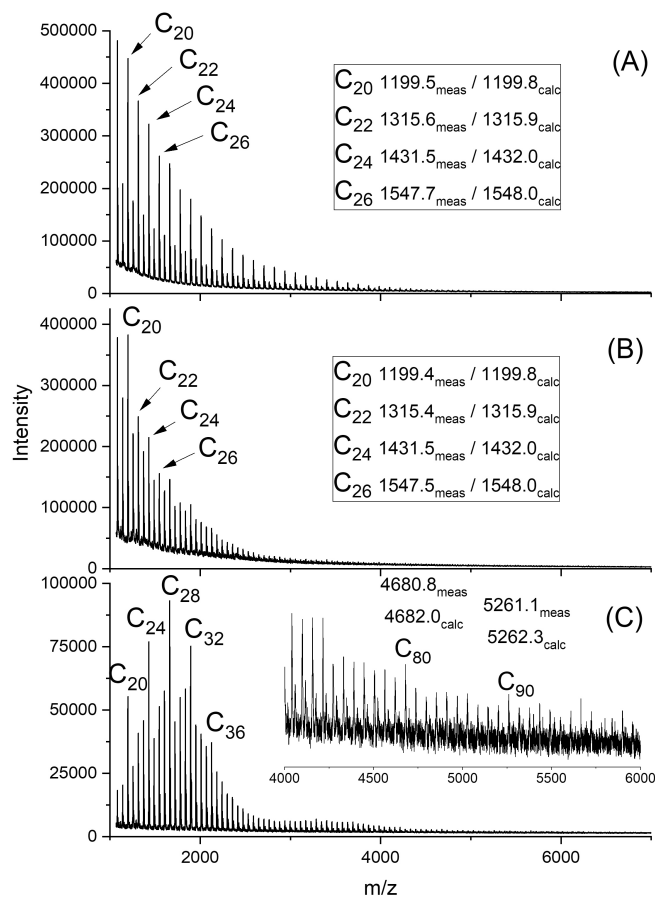 500000
400000
300000
200000
100000
0
C20
C22
C24
C26
(A)
C20 1199.5meas / 1199.8calc
C22 1315.6meas / 1315.9calc
C24 1431.5meas / 1432.0calc
C26 1547.7meas / 1548.0calc
2000
4000
6000
400000
300000
200000
100000
0
C20
C22
C24
C26
(B)
C20 1199.4meas / 1199.8calc
C22 1315.4meas / 1315.9calc
C24 1431.5meas / 1432.0calc
C26 1547.5meas / 1548.0calc
Intensity
100000
75000
50000
25000
0
C20
C24
C28
C32
C36
(C)
4680.8meas
4682.0calc
C80
5261.1meas
5262.3calc
C90
4000
4500
5000
5500
6000
2000
4000
6000
m/z